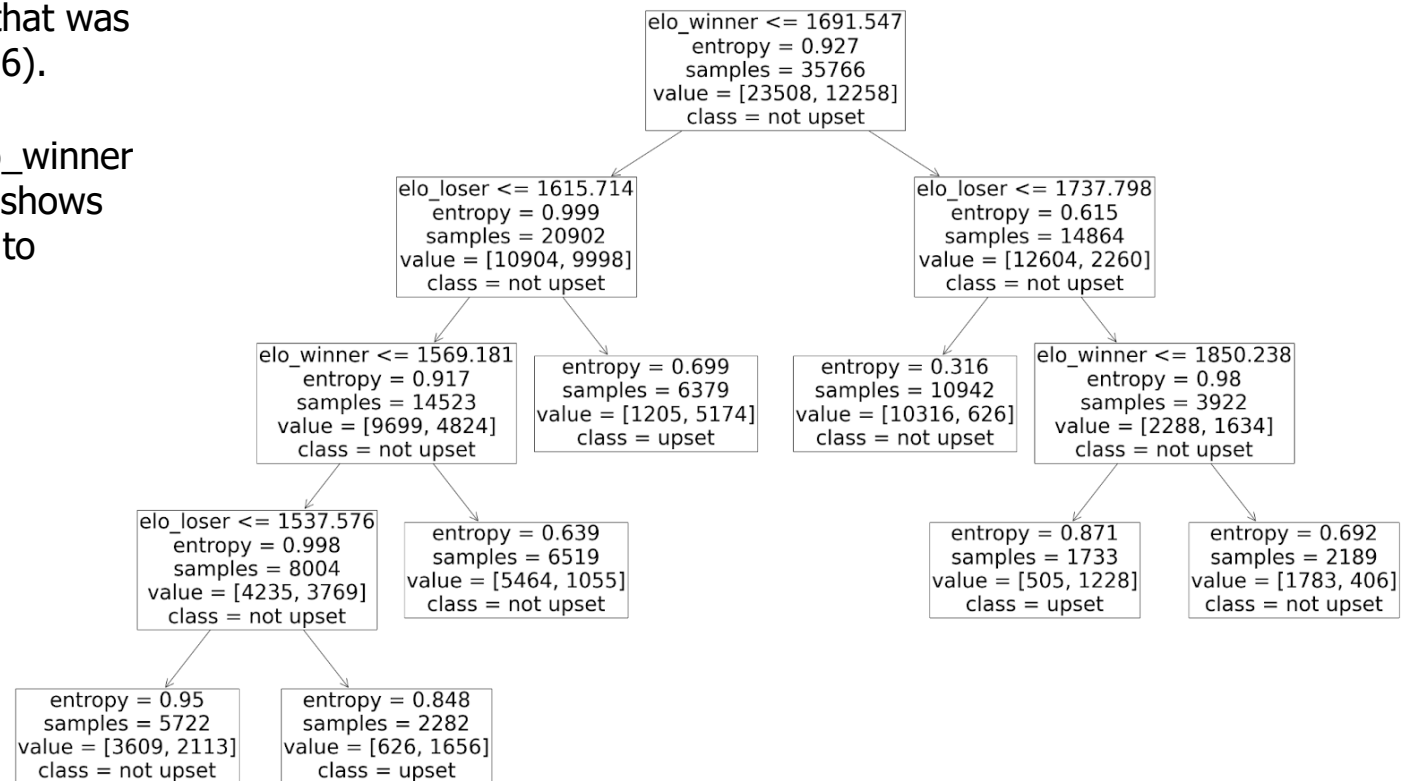 that was
6).
_winner
shows
to
elo_winner <= 1691.547
entropy = 0.927
samples = 35766
value = [23508, 12258]
class = not upset
elo_loser <= 1615.714
entropy = 0.999
samples = 20902
value = [10904, 9998]
class = not upset
elo_loser <= 1737.798
entropy = 0.615
samples = 14864
value = [12604, 2260]
class = not upset
elo_winner <= 1569.181
entropy = 0.917
samples = 14523
value = [9699, 4824]
class = not upset
entropy = 0.699
samples = 6379
value = [1205, 5174]
class = upset
entropy = 0.316
samples = 10942
value = [10316, 626]
class = not upset
elo_winner <= 1850.238
entropy = 0.98
samples = 3922
value = [2288, 1634]
class = not upset
elo_loser <= 1537.576
entropy = 0.998
samples = 8004
value = [4235, 3769]
class = not upset
entropy = 0.639
samples = 6519
value = [5464, 1055]
class = not upset
entropy = 0.871
samples = 1733
value = [505, 1228]
class = upset
entropy = 0.692
samples = 2189
value = [1783, 406]
class = not upset
entropy = 0.95
samples = 5722
value = [3609, 2113]
class = not upset
entropy = 0.848
samples = 2282
value = [626, 1656]
class = upset